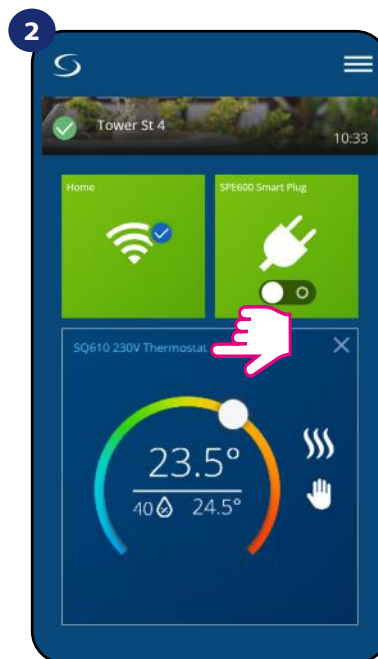 2
Tower St 4
10:33
Home
SPE600 Smart Plug
SQ610 230V Thermostat
23.5°
40 24.5°